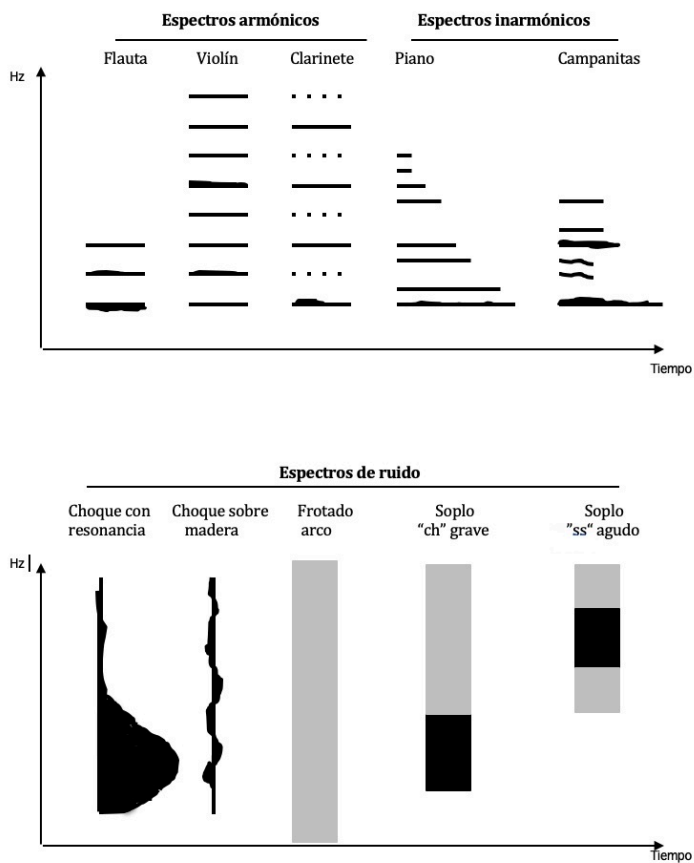 Espectros armónicos
Espectros inarmónicos
Flauta
Violín
Clarinete
Piano
Campanitas
Hz
Tiempo
Espectros de ruido
Choque con
resonancia
Choque sobre
madera
Frotado
arco
Soplo
“ch” grave
Soplo
”ss“ agudo
Hz
Tiempo